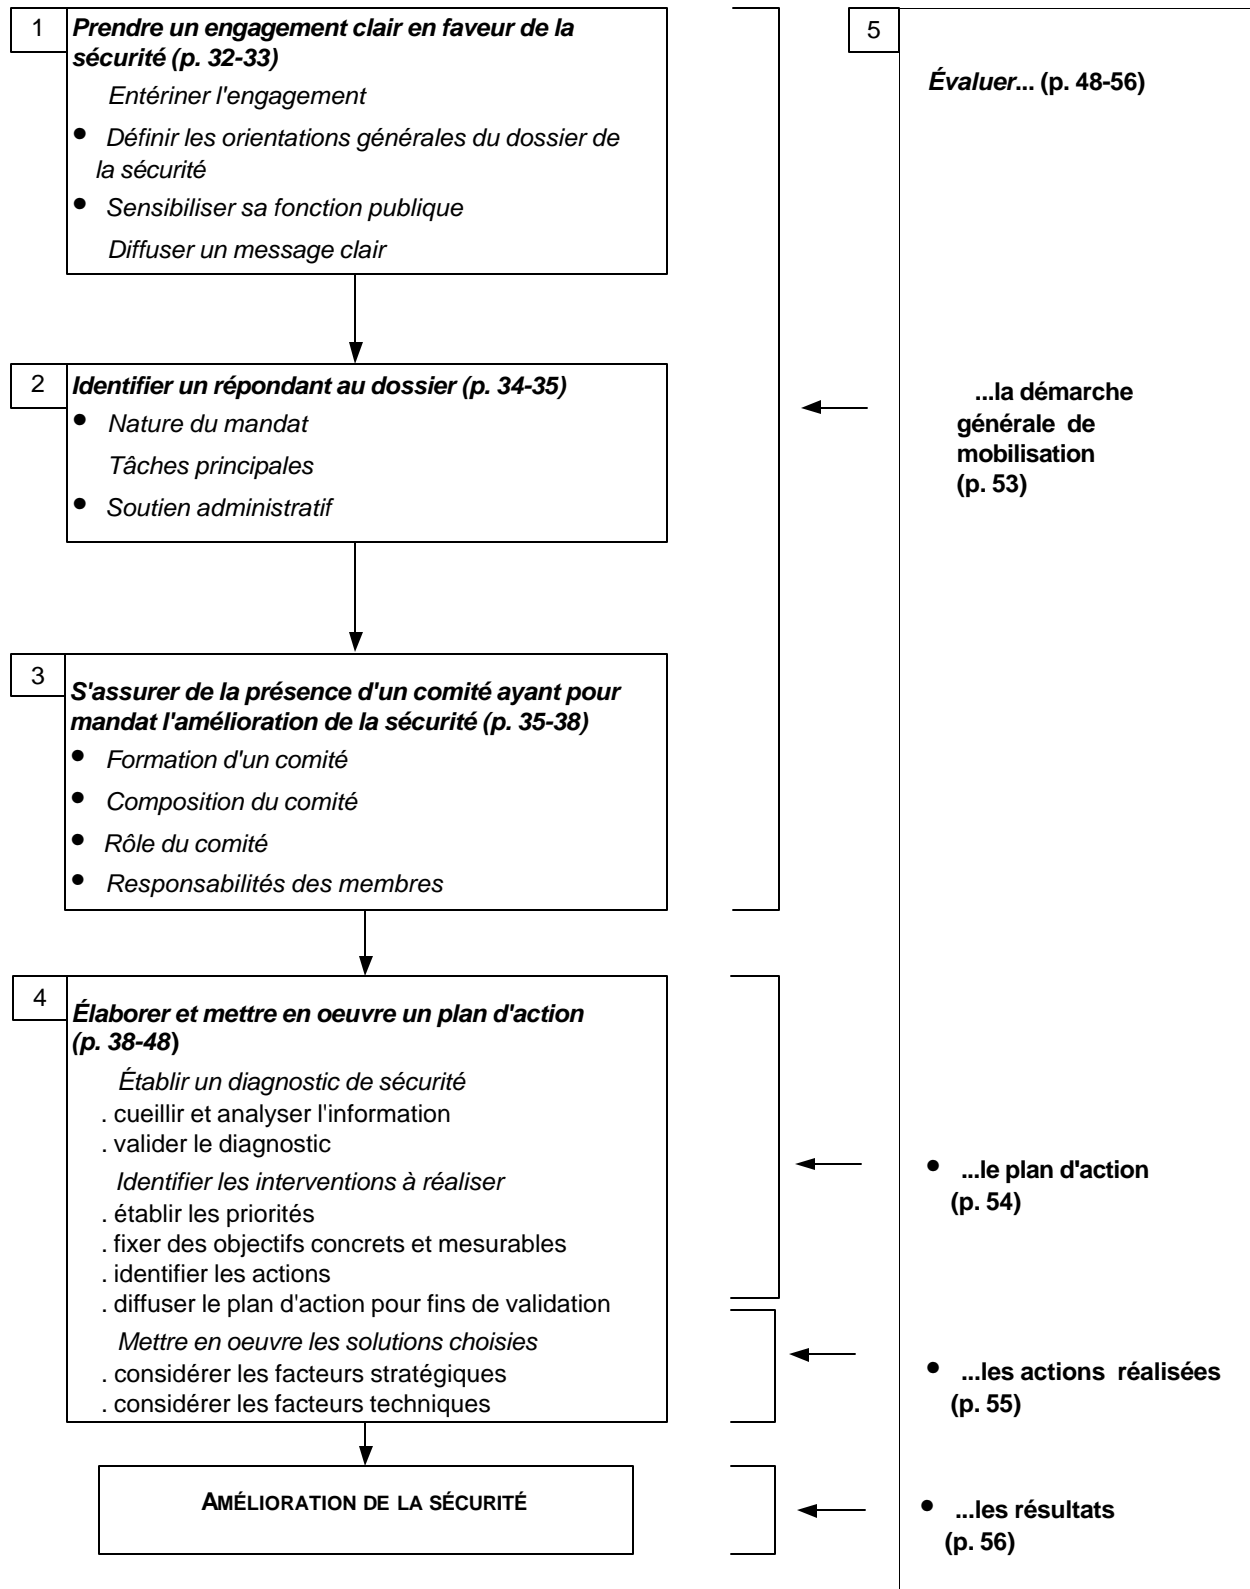 1
Prendre un engagement clair en faveur de la
sécurité (p. 32-33)
Entériner l'engagement
• Définir les orientations générales du dossier de
la sécurité
• Sensibiliser sa fonction publique
Diffuser un message clair
2
Identifier un répondant au dossier (p. 34-35)
• Nature du mandat
Tâches principales
• Soutien administratif
3
S'assurer de la présence d'un comité ayant pour
mandat l'amélioration de la sécurité (p. 35-38)
• Formation d'un comité
• Composition du comité
• Rôle du comité
• Responsabilités des membres
4
Élaborer et mettre en oeuvre un plan d'action
(p. 38-48)
Établir un diagnostic de sécurité
. cueillir et analyser l'information
. valider le diagnostic
Identifier les interventions à réaliser
. établir les priorités
. fixer des objectifs concrets et mesurables
. identifier les actions
. diffuser le plan d'action pour fins de validation
Mettre en oeuvre les solutions choisies
. considérer les facteurs stratégiques
. considérer les facteurs techniques
AMÉLIORATION DE LA SÉCURITÉ
5
Évaluer... (p. 48-56)
...la démarche
générale de
mobilisation
(p. 53)
• ...le plan d'action
(p. 54)
• ...les actions réalisées
(p. 55)
• ...les résultats
(p. 56)